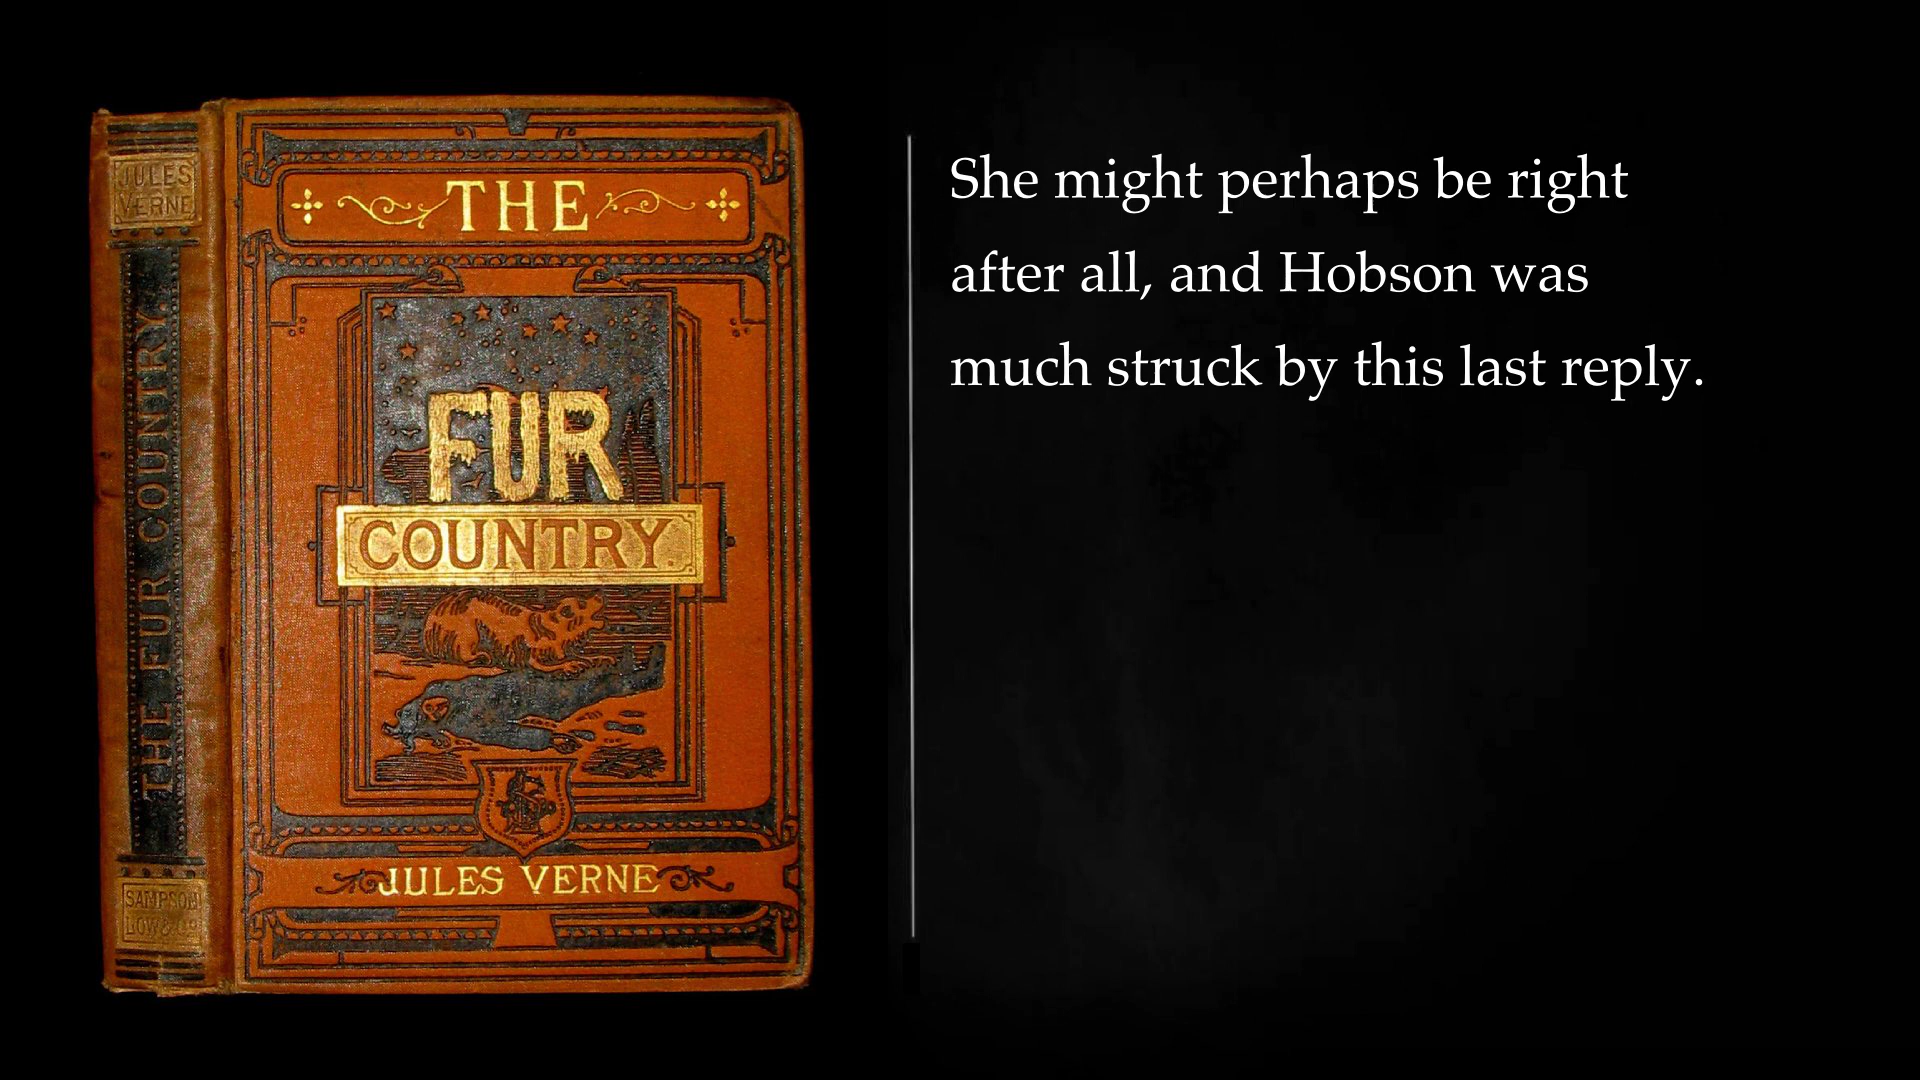 JULES
VERNE
THE FUR COUNTRY.
SAMPSON
LOW & Co
THE
FUR
COUNTRY.
JULES VERNE
She might perhaps be right
after all, and Hobson was
much struck by this last reply.